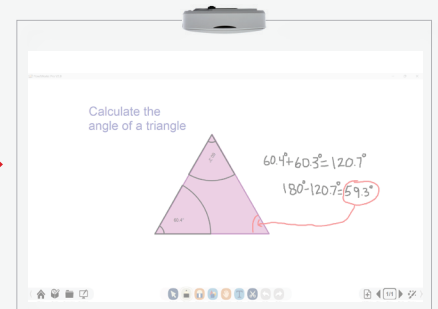 Calculate the
angle of a triangle
60.4°+60.3°=120.7°
180°-120.7°=59.3°
60.4°
1/1